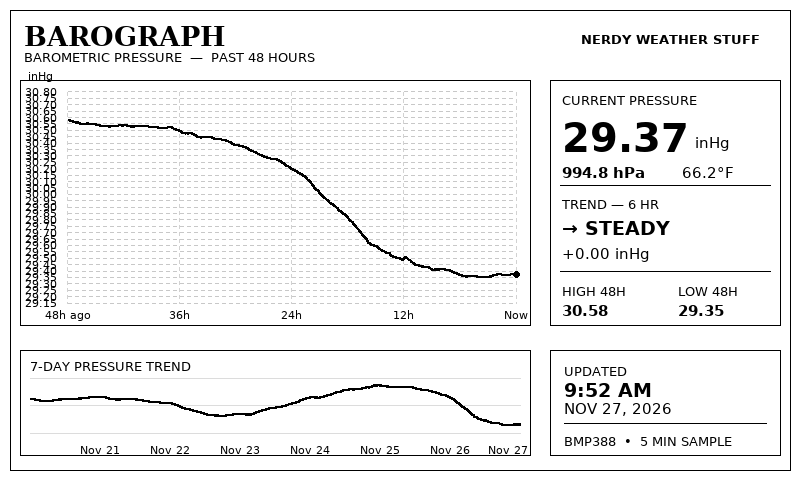 BAROGRAPH
BAROMETRIC PRESSURE — PAST 48 HOURS
NERDY WEATHER STUFF
inHg
30.80
30.75
30.70
30.65
30.60
30.55
30.50
30.45
30.40
30.35
30.30
30.25
30.20
30.15
30.10
30.05
30.00
29.95
29.90
29.85
29.80
29.75
29.70
29.65
29.60
29.55
29.50
29.45
29.40
29.35
29.30
29.25
29.20
29.15
48h ago 36h 24h 12h Now
CURRENT PRESSURE
29.37 inHg
994.8 hPa 66.2°F
TREND — 6 HR
→ STEADY
+0.00 inHg
HIGH 48H LOW 48H
30.58 29.35
7-DAY PRESSURE TREND
Nov 21 Nov 22 Nov 23 Nov 24 Nov 25 Nov 26 Nov 27
UPDATED
9:52 AM
NOV 27, 2026
BMP388 • 5 MIN SAMPLE